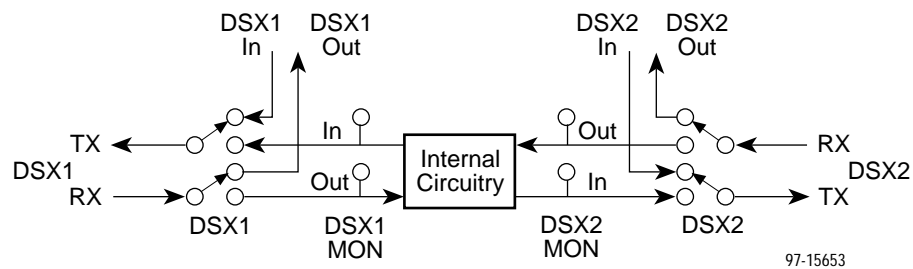 DSX1 In
DSX1 Out
DSX2 In
DSX2 Out
TX
In
Out
RX
DSX1
Internal Circuitry
DSX2
RX
Out
In
TX
DSX1
DSX1 MON
DSX2 MON
DSX2
97-15653